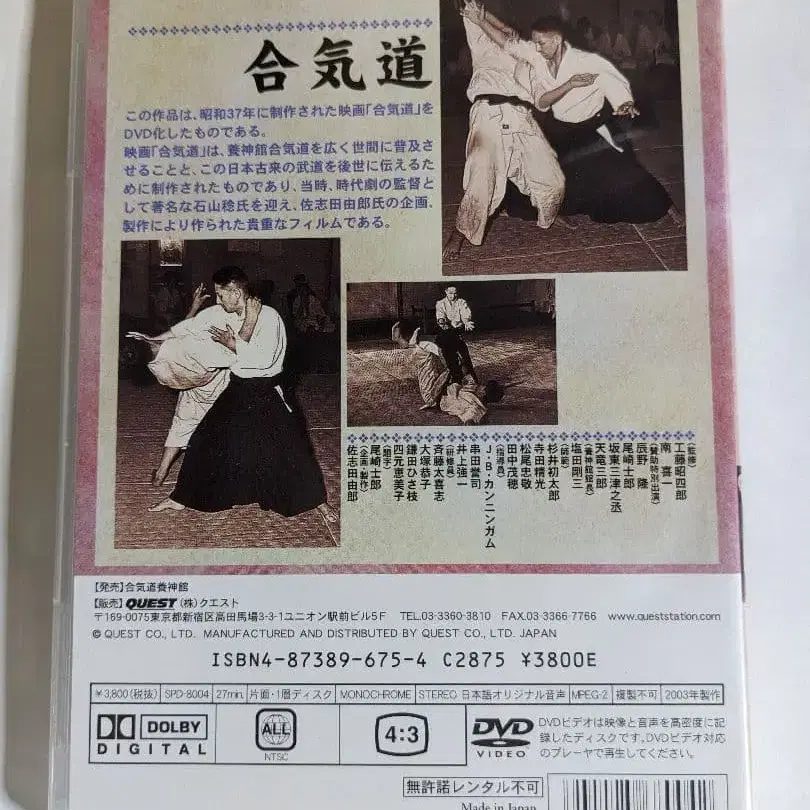 合気道
この作品は、昭和37年に制作された映画「合気道」を
DVD化したものである。
映画「合気道」は、養神館合気道を広く世間に普及さ
せることと、この日本古来の武道を後世に伝えるた
めに制作されたものであり、当時、時代劇の監督と
して著名な石山稔氏を迎え、佐志田由郎氏の企画、
製作により作られた貴重なフィルムである。
(監修)
工藤昭四郎
南 喜一
(賛助特別出演)
辰野 隆
尾崎士郎
坂東三津之丞
天竜三郎
(養神館館長)
塩田剛三
(師範)
杉井初太郎
寺田精光
松尾忠敬
田中茂穂
(指導員)
J・B・カンニンガム
串田誉司
井上強一
(研修員)
斉藤太喜志
大塚恭子
鎌田ひさ枝
四元恵美子
(題字)
尾崎士郎
(企画・製作)
佐志田由郎
【発売】合気道養神館
【販売】QUEST (株)クエスト
〒169-0075東京都新宿区高田馬場3-3-1ユニオン駅前ビル5F TEL.03-3360-3810 FAX.03-3366-7766 www.queststation.com
© QUEST CO., LTD. MANUFACTURED AND DISTRIBUTED BY QUEST CO., LTD. JAPAN
ISBN4-87389-675-4 C2875 ¥3800E
¥3,800(税抜) SPD-8004 27min. 片面・1層ディスク MONOCHROME STEREO 日本語オリジナル音声 MPEG-2 複製不可 2003年製作
DOLBY
DIGITAL
ALL
NTSC
4:3
DVD
VIDEO
DVDビデオは映像と音声を高密度に記
録したディスクです。DVDビデオ対応
のプレーヤで再生してください。
無許諾レンタル不可
Made in Japan